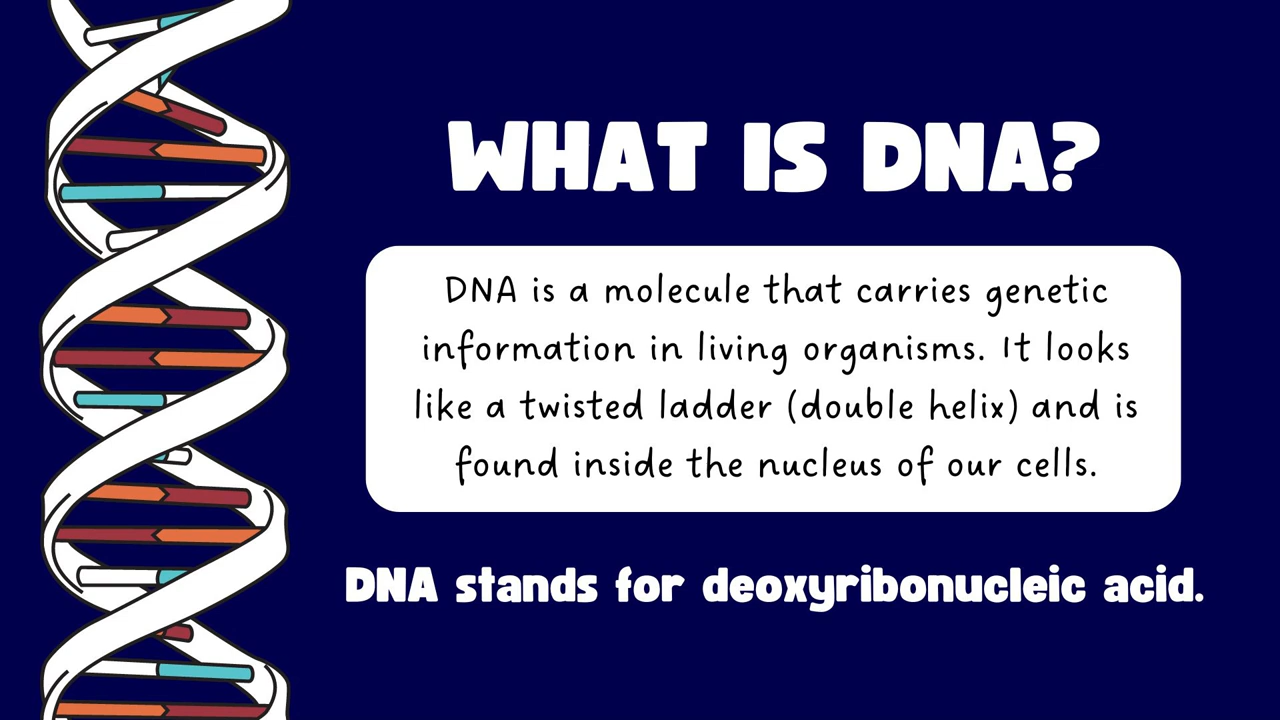 WHAT IS DNA?
DNA is a molecule that carries genetic
information in living organisms. It looks
like a twisted ladder (double helix) and is
found inside the nucleus of our cells.
DNA stands for deoxyribonucleic acid.